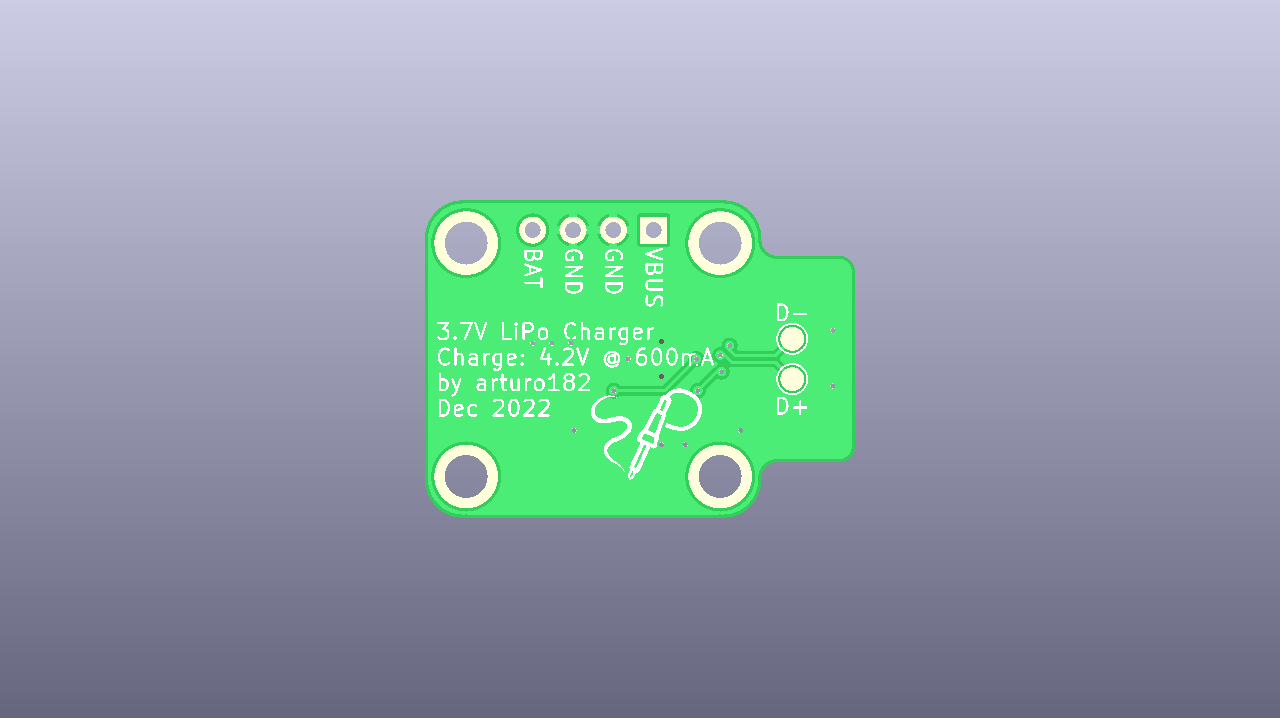 BAT
GND
GND
VBUS
D-
3.7V LiPo Charger
Charge: 4.2V @ 600mA
by arturo182
Dec 2022
D+